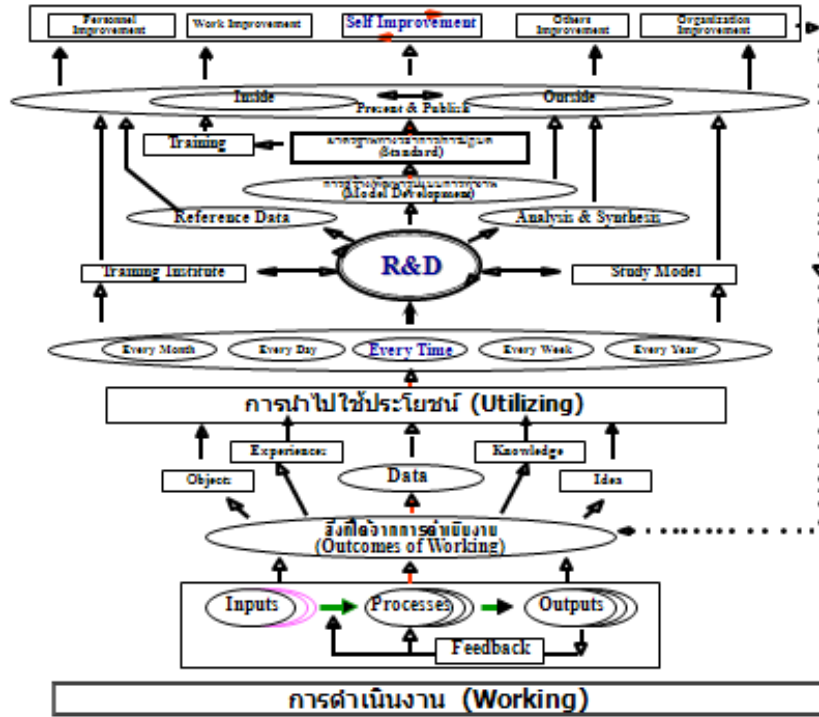 Personnel
Improvement
Work Improvement
Self Improvement
Others
Improvement
Organization
Improvement
Inside
Outside
Present & Publish
Training
(Standard)
(Model Development)
Reference Data
Analysis & Synthesis
R&D
Training Institute
Study Model
Every Month
Every Day
Every Time
Every Week
Every Year
การนำไปใช้ประโยชน์ (Utilizing)
Experiences
Knowledge
Objects
Data
Idea
สิ่งที่ได้จากการดำเนินงาน
(Outcomes of Working)
Inputs
Processes
Outputs
Feedback
การดำเนินงาน (Working)